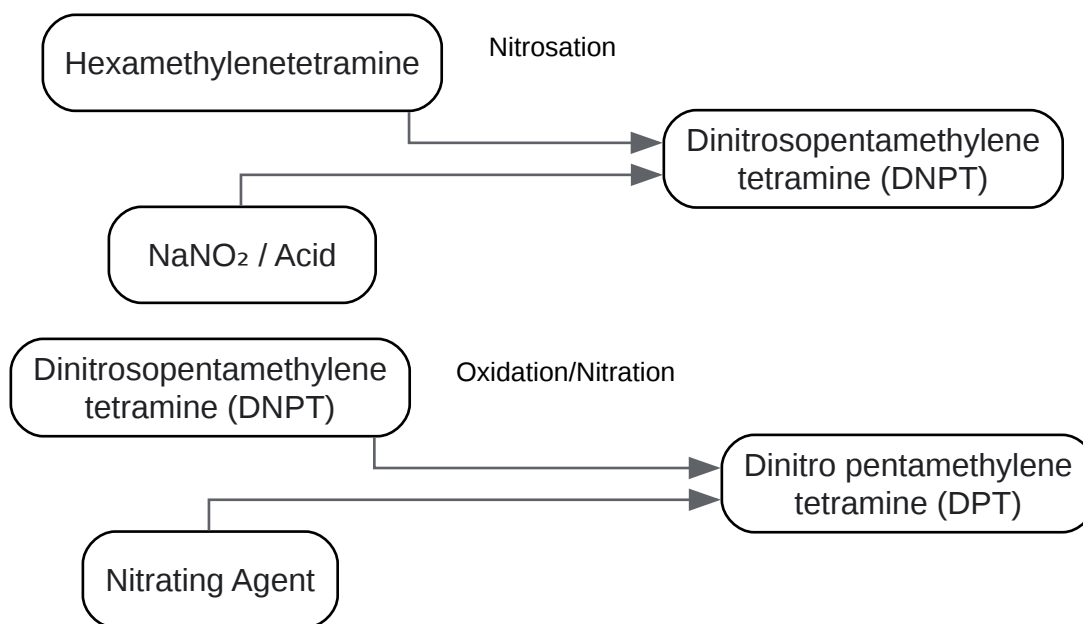 Hexamethylenetetramine
Nitrosation
Dinitrosopentamethylene
tetramine (DNPT)
NaNO₂ / Acid
Dinitrosopentamethylene
tetramine (DNPT)
Oxidation/Nitration
Dinitro pentamethylene
tetramine (DPT)
Nitrating Agent